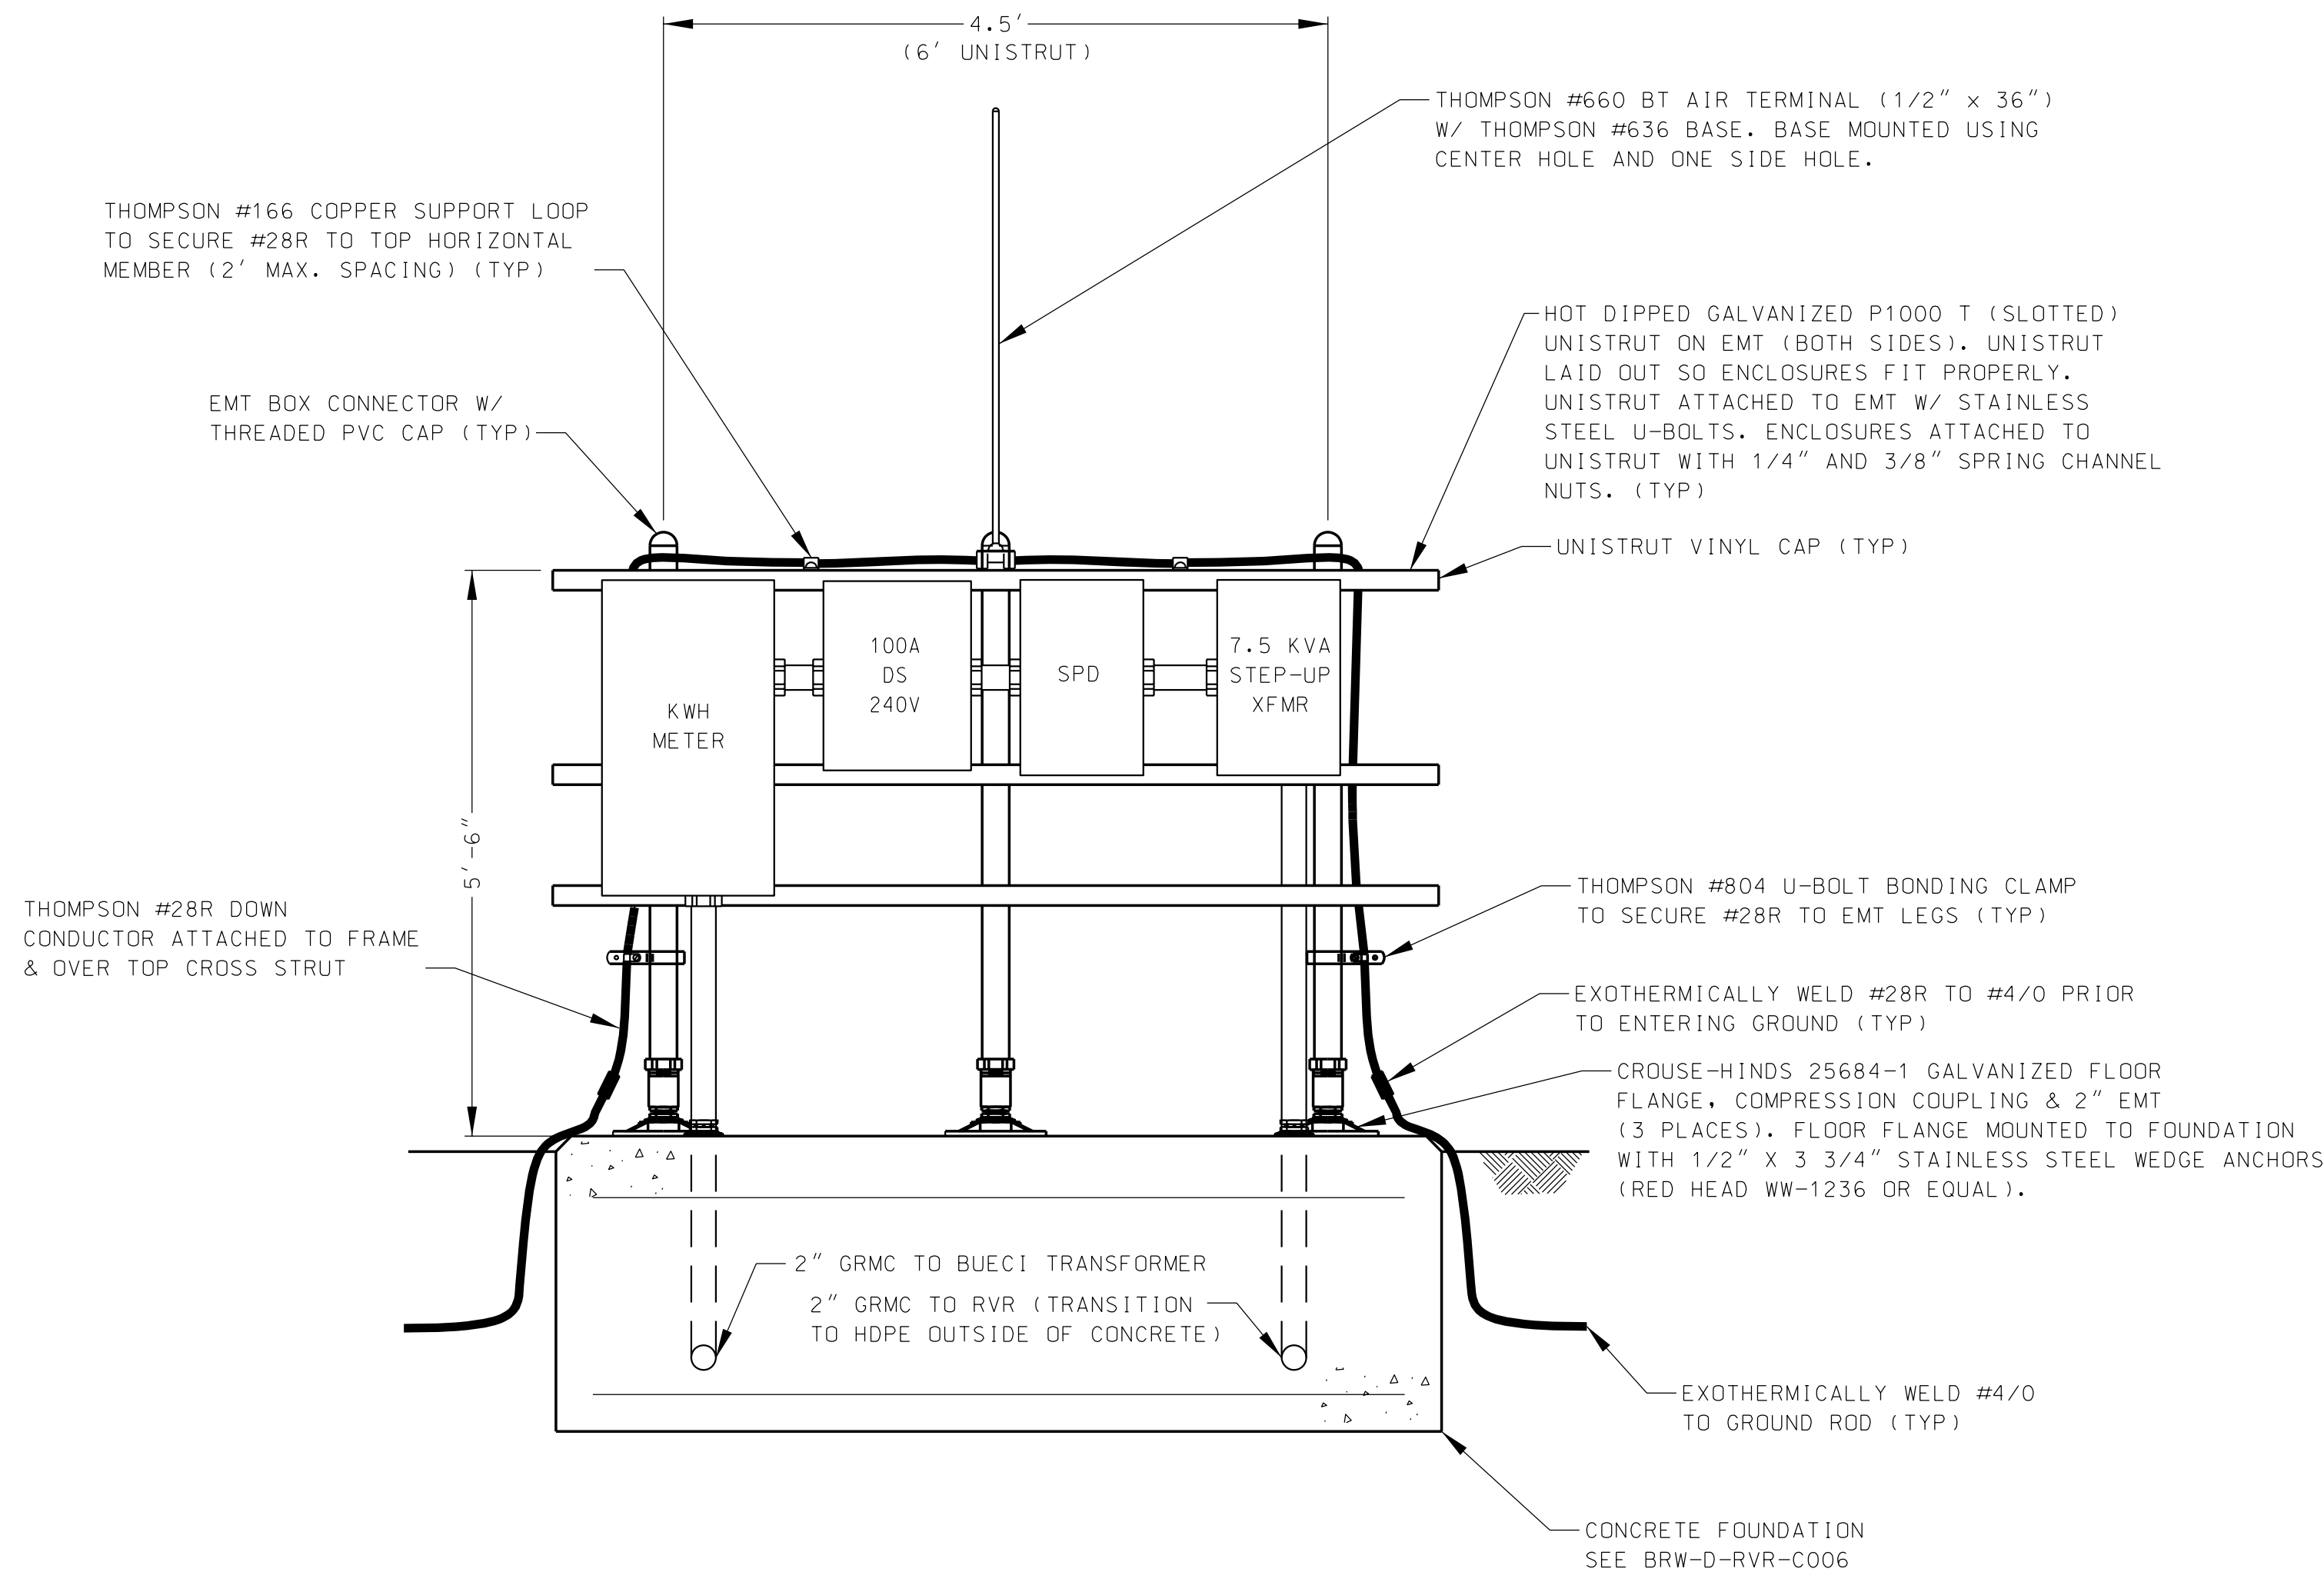 4.5′
(6′ UNISTRUT)
THOMPSON #660 BT AIR TERMINAL (1/2″ x 36″)
W/ THOMPSON #636 BASE. BASE MOUNTED USING
CENTER HOLE AND ONE SIDE HOLE.
THOMPSON #166 COPPER SUPPORT LOOP
TO SECURE #28R TO TOP HORIZONTAL
MEMBER (2′ MAX. SPACING) (TYP)
HOT DIPPED GALVANIZED P1000 T (SLOTTED)
UNISTRUT ON EMT (BOTH SIDES). UNISTRUT
LAID OUT SO ENCLOSURES FIT PROPERLY.
UNISTRUT ATTACHED TO EMT W/ STAINLESS
STEEL U-BOLTS. ENCLOSURES ATTACHED TO
UNISTRUT WITH 1/4″ AND 3/8″ SPRING CHANNEL
NUTS. (TYP)
EMT BOX CONNECTOR W/
THREADED PVC CAP (TYP)
UNISTRUT VINYL CAP (TYP)
KWH
METER
100A
DS
240V
SPD
7.5 KVA
STEP-UP
XFMR
5′-6″
THOMPSON #804 U-BOLT BONDING CLAMP
TO SECURE #28R TO EMT LEGS (TYP)
THOMPSON #28R DOWN
CONDUCTOR ATTACHED TO FRAME
& OVER TOP CROSS STRUT
EXOTHERMICALLY WELD #28R TO #4/0 PRIOR
TO ENTERING GROUND (TYP)
CROUSE-HINDS 25684-1 GALVANIZED FLOOR
FLANGE, COMPRESSION COUPLING & 2″ EMT
(3 PLACES). FLOOR FLANGE MOUNTED TO FOUNDATION
WITH 1/2″ X 3 3/4″ STAINLESS STEEL WEDGE ANCHORS
(RED HEAD WW-1236 OR EQUAL).
2″ GRMC TO BUECI TRANSFORMER
2″ GRMC TO RVR (TRANSITION
TO HDPE OUTSIDE OF CONCRETE)
EXOTHERMICALLY WELD #4/0
TO GROUND ROD (TYP)
CONCRETE FOUNDATION
SEE BRW-D-RVR-C006